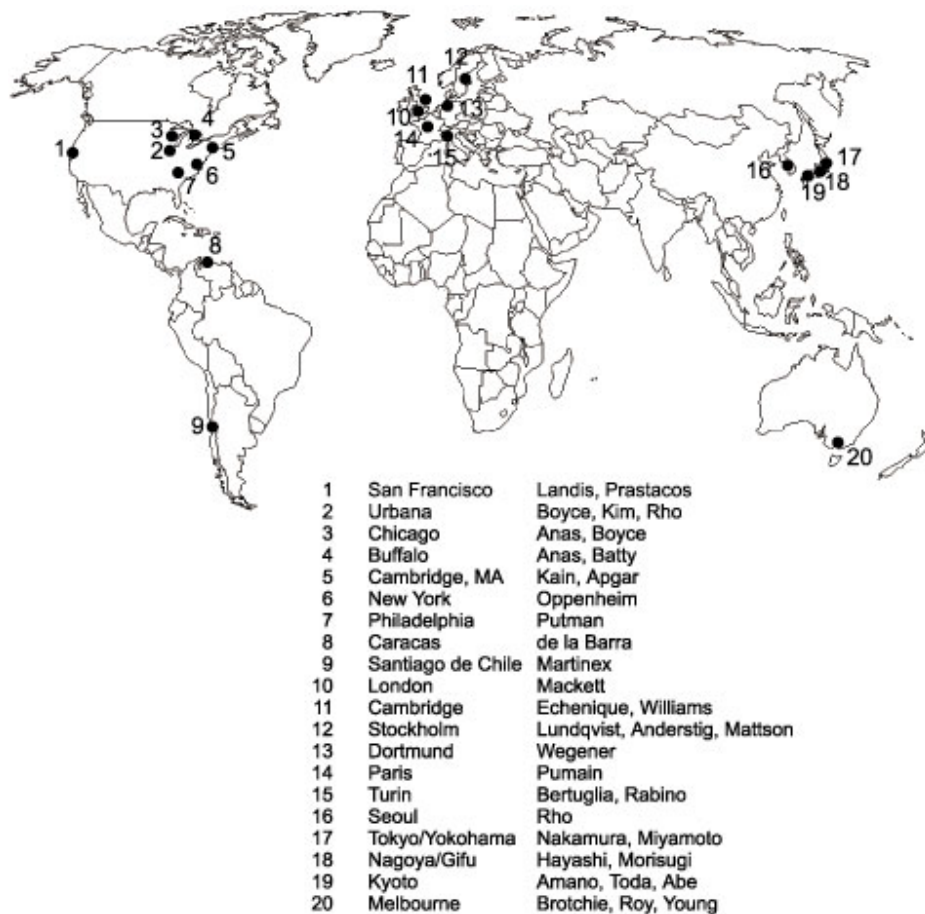 12
11
10
13
14
15
3
4
1
2
5
6
7
16
17
18
19
8
9
20
1 San Francisco Landis, Prastacos
2 Urbana Boyce, Kim, Rho
3 Chicago Anas, Boyce
4 Buffalo Anas, Batty
5 Cambridge, MA Kain, Apgar
6 New York Oppenheim
7 Philadelphia Putman
8 Caracas de la Barra
9 Santiago de Chile Martinex
10 London Mackett
11 Cambridge Echenique, Williams
12 Stockholm Lundqvist, Anderstig, Mattson
13 Dortmund Wegener
14 Paris Pumain
15 Turin Bertuglia, Rabino
16 Seoul Rho
17 Tokyo/Yokohama Nakamura, Miyamoto
18 Nagoya/Gifu Hayashi, Morisugi
19 Kyoto Amano, Toda, Abe
20 Melbourne Brotchie, Roy, Young